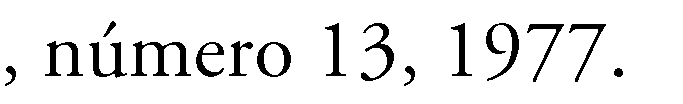 , número 13, 1977.